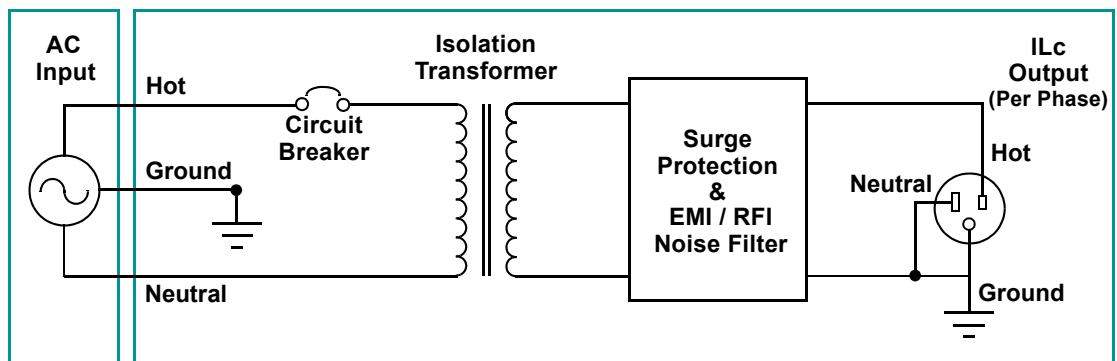 AC
Input
Hot
Circuit
Breaker
Ground
Neutral
Isolation
Transformer
Surge
Protection
&
EMI / RFI
Noise Filter
ILc
Output
(Per Phase)
Hot
Neutral
Ground